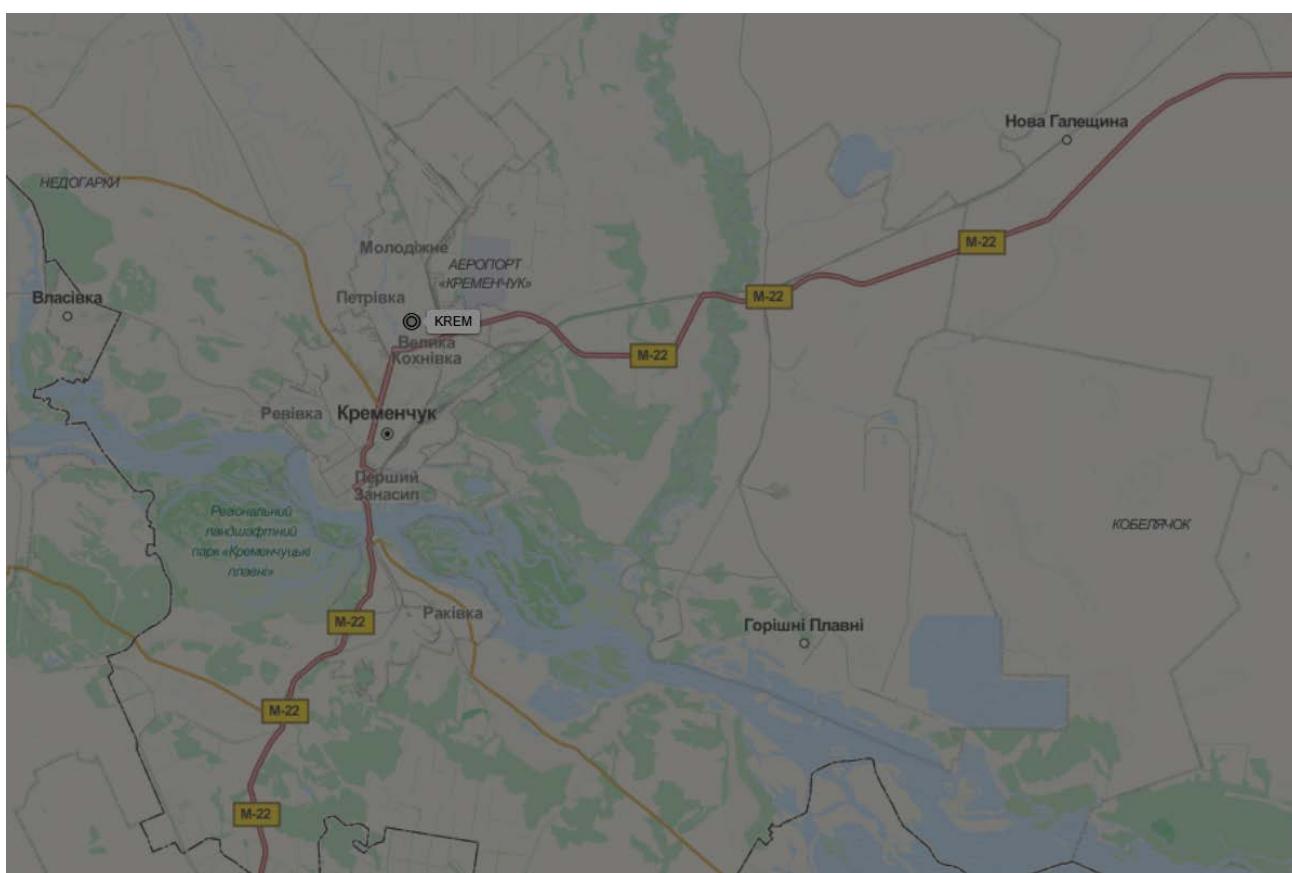 Нова Галещина
НЕДОГАРКИ
Молодіжне
M-22
АЕРОПОРТ
«КРЕМЕНЧУК»
Власівка
Петрівка
M-22
KREM
Велика
Кохнівка
M-22
Ревівка
Кременчук
Перший
Занасип
Регіональний
ландшафтний
парк «Кременчуцькі
плавні»
КОБЕЛЯЧОК
M-22
Раківка
Горішні Плавні
M-22
M-22